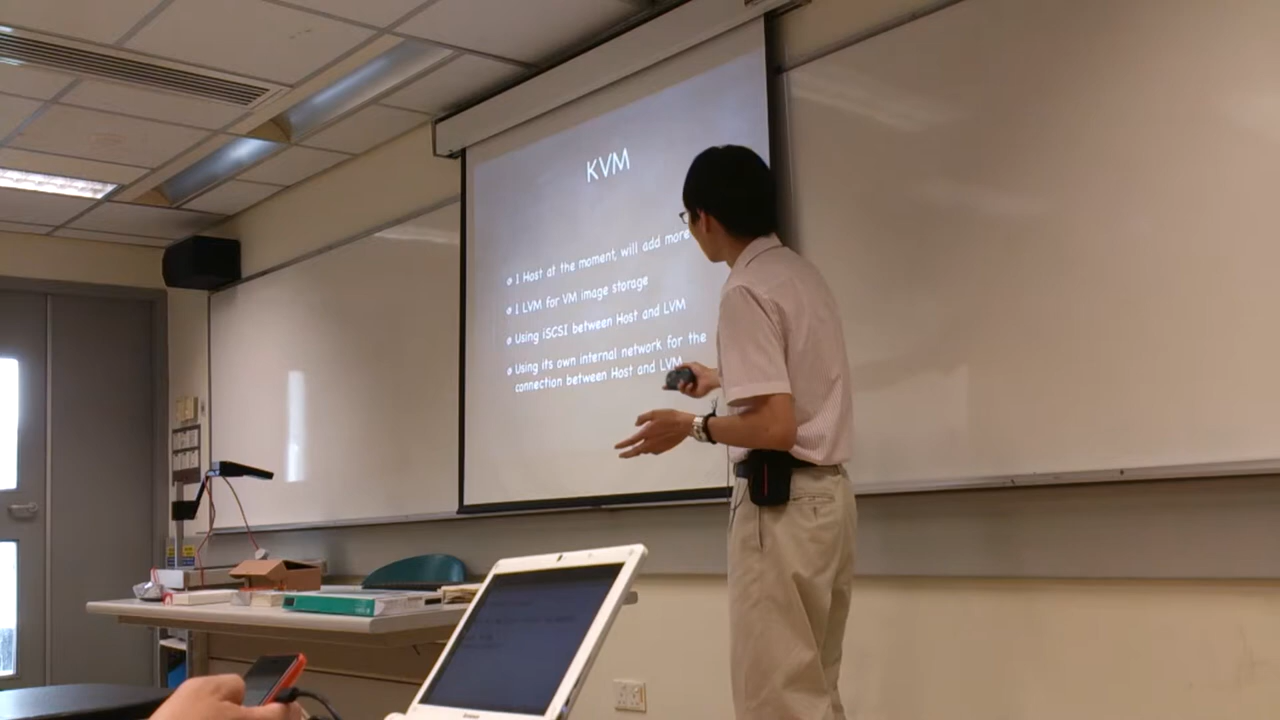 KVM
1 Host at the moment, will add more
1 LVM for VM image storage
Using iSCSI between Host and LVM
Using its own internal network for the
connection between Host and LVM